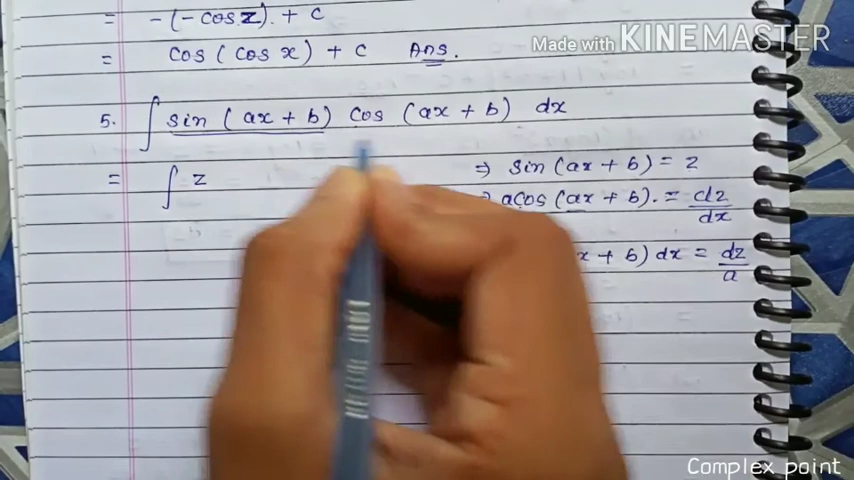 = -(-cos z). + c
Made with KINEMASTER
= cos (cos x) + c Ans.
5. ∫ sin (ax + b) cos (ax + b) dx
= ∫ z ⇒ sin (ax + b) = z
⇒ acos (ax + b). = dz/dx
x + b) dx = dz/a
Complex point